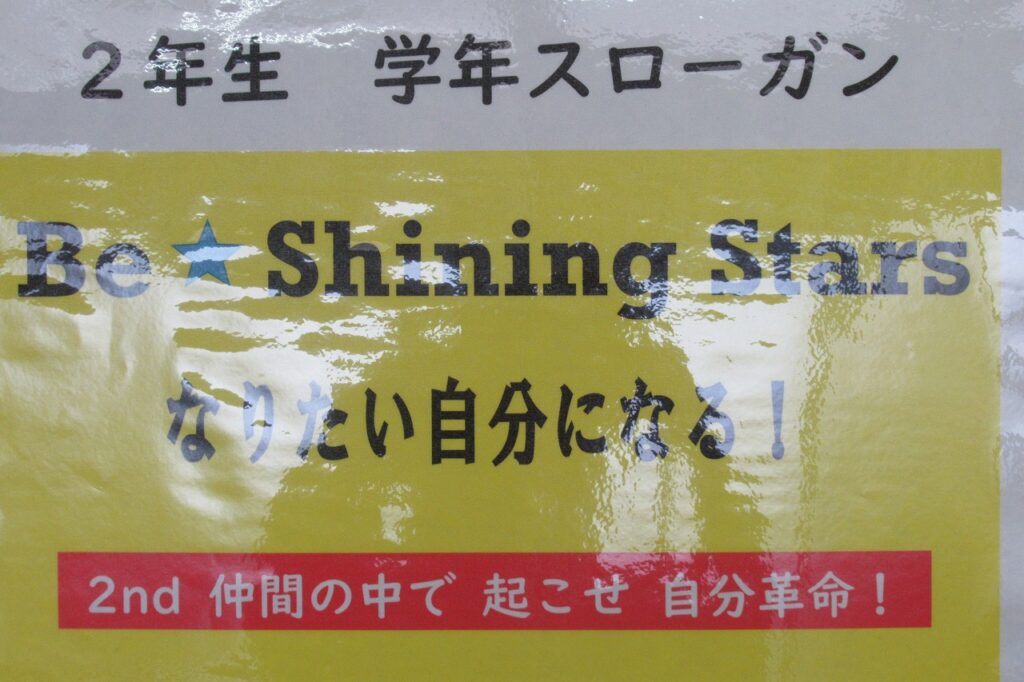 ２年生　学年スローガン
Be★Shining Stars
なりたい自分になる！
2nd 仲間の中で 起こせ 自分革命！